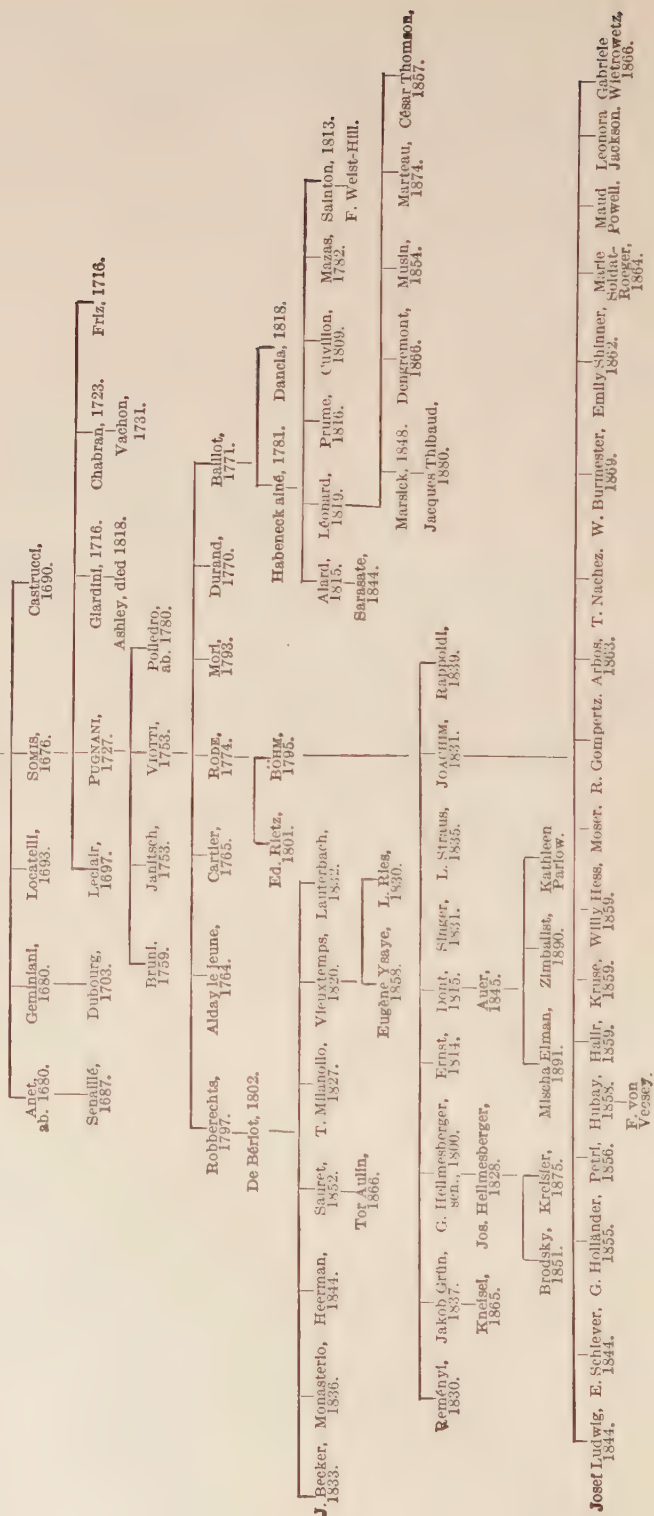 Anet,
ab. 1680.
Geminiani,
1680.
Locatelli,
1693.
SOMIS,
1676.
Castrucci,
1690.
Senaillé,
1687.
Dubourg,
1703.
Leclair,
1697.
PUGNANI,
1727.
Giardini, 1716.
Chabran, 1723.
Friz, 1716.
Ashley, died 1818.
Vachon,
1731.
Bruni,
1759.
Janitsch,
1753.
VIOTTI,
1753.
Polledro,
ab. 1780.
Robberechts,
1797.
Alday le jeune,
1764.
Cartier,
1765.
RODE,
1774.
Mori,
1793.
Durand,
1770.
Baillot,
1771.
De Bériot, 1802.
Ed. Rietz,
1801.
BÖHM,
1795.
Habeneck ainé, 1781.
Dancla, 1818.
J. Becker,
1833.
Monasterio,
1836.
Heerman,
1844.
Sauret,
1852.
T. Milanollo,
1827.
Vieuxtemps,
1820.
Lauterbach,
1832.
Alard,
1815.
Léonard,
1819.
Prume,
1816.
Cuvillon,
1809.
Mazas,
1782.
Sainton, 1813.
Tor Aulin,
1866.
Eugène Ysaye,
1858.
L. Ries,
1830.
Sarasate,
1844.
F. Weist-Hill.
Marsick, 1848.
Dengremont,
1866.
Musin,
1854.
Marteau,
1874.
César Thomson,
1857.
Jacques Thibaud,
1880.
Reményi,
1830.
Jakob Grün,
1837.
G. Hellmesberger,
sen., 1800.
Ernst,
1814.
Dont,
1815.
Singer,
1831.
L. Straus,
1835.
JOACHIM,
1831.
Rappoldi,
1839.
Kneisel,
1865.
Jos. Hellmesberger,
1828.
Auer,
1845.
Brodsky,
1851.
Kreisler,
1875.
Mischa Elman,
1891.
Zimbalist,
1890.
Kathleen
Parlow.
Josef Ludwig,
1844.
E. Schiever,
1844.
G. Holländer,
1855.
Petri,
1856.
Hubay,
1858.
Halir,
1859.
Kruse,
1859.
Willy Hess,
1859.
Moser.
R. Gompertz.
Arbos,
1863.
T. Nachez.
W. Burmester,
1869.
Emily Shinner,
1862.
Marie
Soldat-
Roeger,
1864.
Maud
Powell.
Leonora
Jackson.
Gabriele
Wietrowetz,
1866.
F. von
Vecsey.